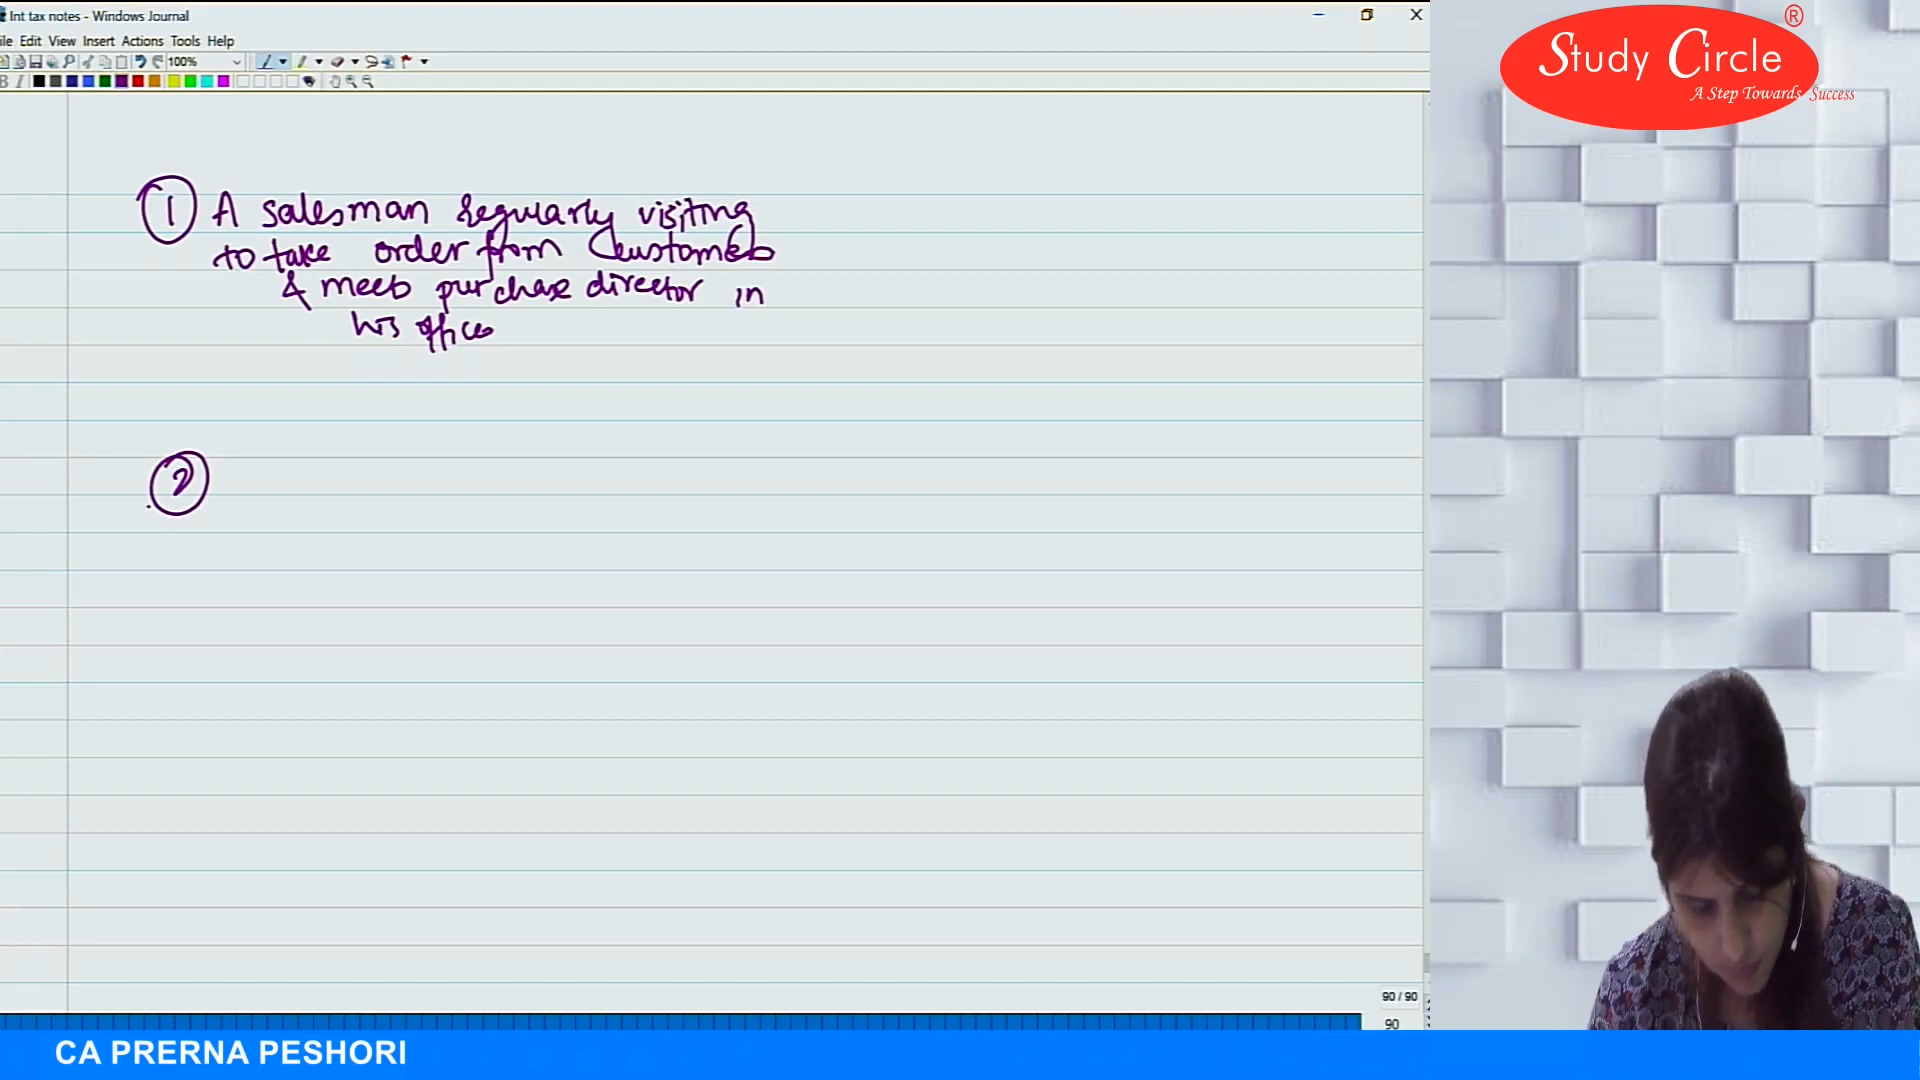 Int tax notes - Windows Journal
ile Edit View Insert Actions Tools Help
100%
B I
① A salesman regularly visiting
to take order from customers
& meets purchase director in
his office
②
90 / 90
90
Study Circle ®
A Step Towards Success
CA PRERNA PESHORI